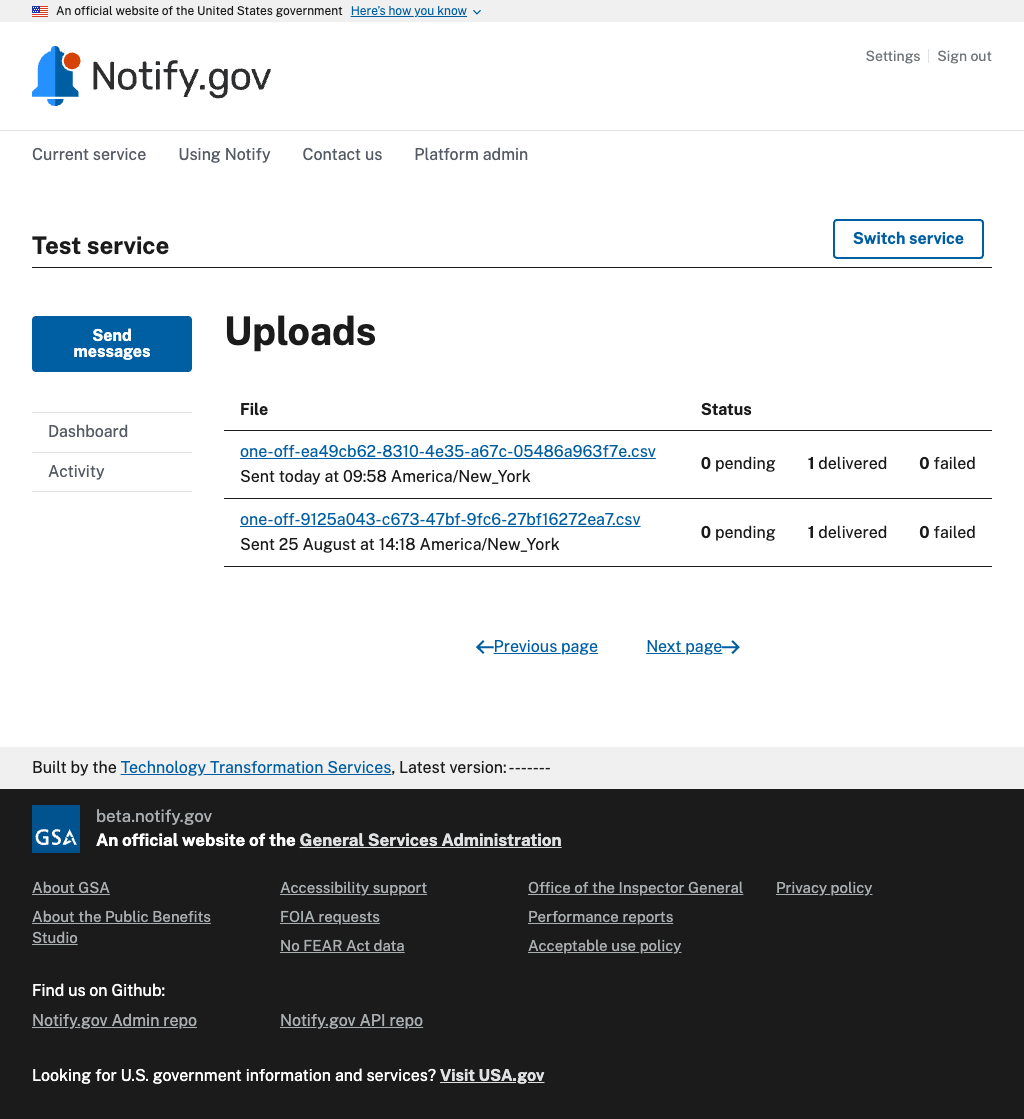 An official website of the United States government Here's how you know
Notify.gov
Settings Sign out
Current service Using Notify Contact us Platform admin
Test service
Switch service
Send
messages
Dashboard
Activity
Uploads
File Status
one-off-ea49cb62-8310-4e35-a67c-05486a963f7e.csv
Sent today at 09:58 America/New_York
0 pending 1 delivered 0 failed
one-off-9125a043-c673-47bf-9fc6-27bf16272ea7.csv
Sent 25 August at 14:18 America/New_York
0 pending 1 delivered 0 failed
Previous page Next page
Built by the Technology Transformation Services, Latest version:-------
GSA
beta.notify.gov
An official website of the General Services Administration
About GSA
About the Public Benefits
Studio
Accessibility support
FOIA requests
No FEAR Act data
Office of the Inspector General
Performance reports
Acceptable use policy
Privacy policy
Find us on Github:
Notify.gov Admin repo Notify.gov API repo
Looking for U.S. government information and services? Visit USA.gov